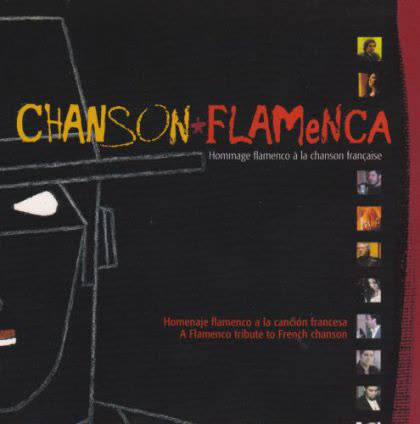 CHANSON*FLAMeNCA
Hommage flamenco à la chanson française
Homenaje flamenco a la canción francesa
A Flamenco tribute to French chanson